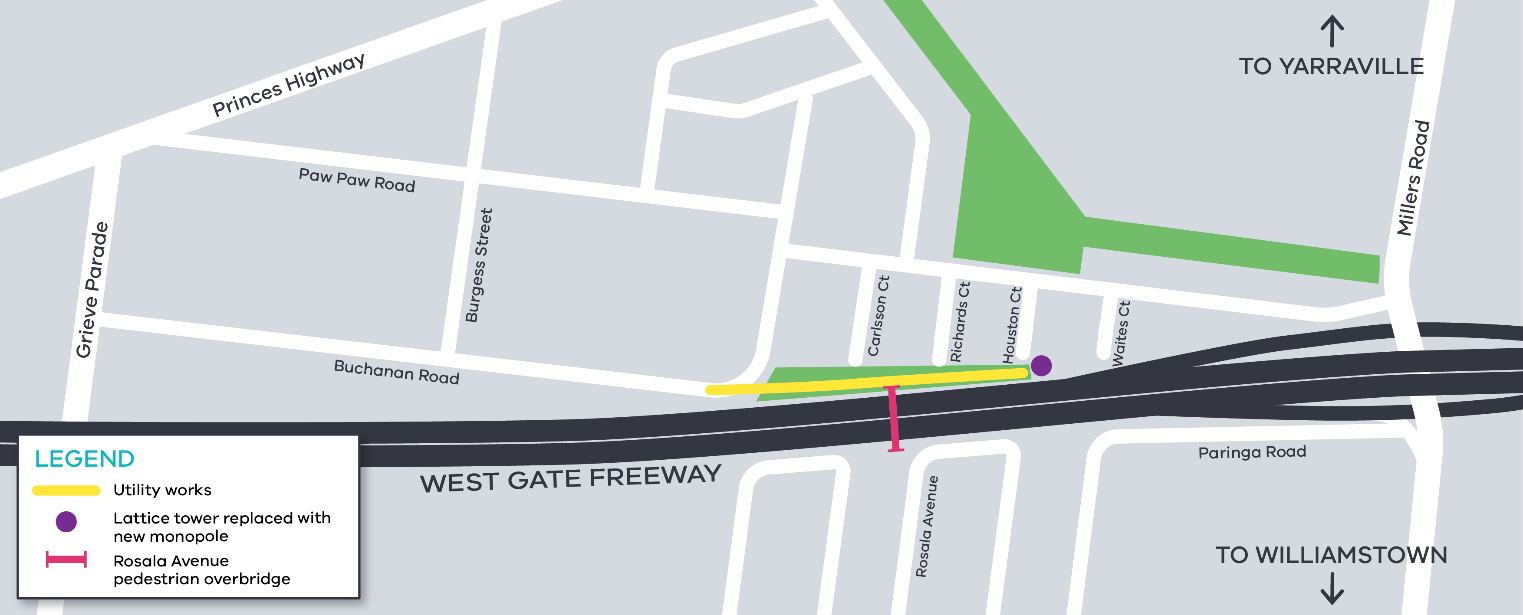 TO YARRAVILLE
Princes Highway
Millers Road
Paw Paw Road
Burgess Street
Grieve Parade
Carlsson Ct
Richards Ct
Houston Ct
Waites Ct
Buchanan Road
WEST GATE FREEWAY
Paringa Road
Rosala Avenue
TO WILLIAMSTOWN
LEGEND
Utility works
Lattice tower replaced with
new monopole
Rosala Avenue
pedestrian overbridge